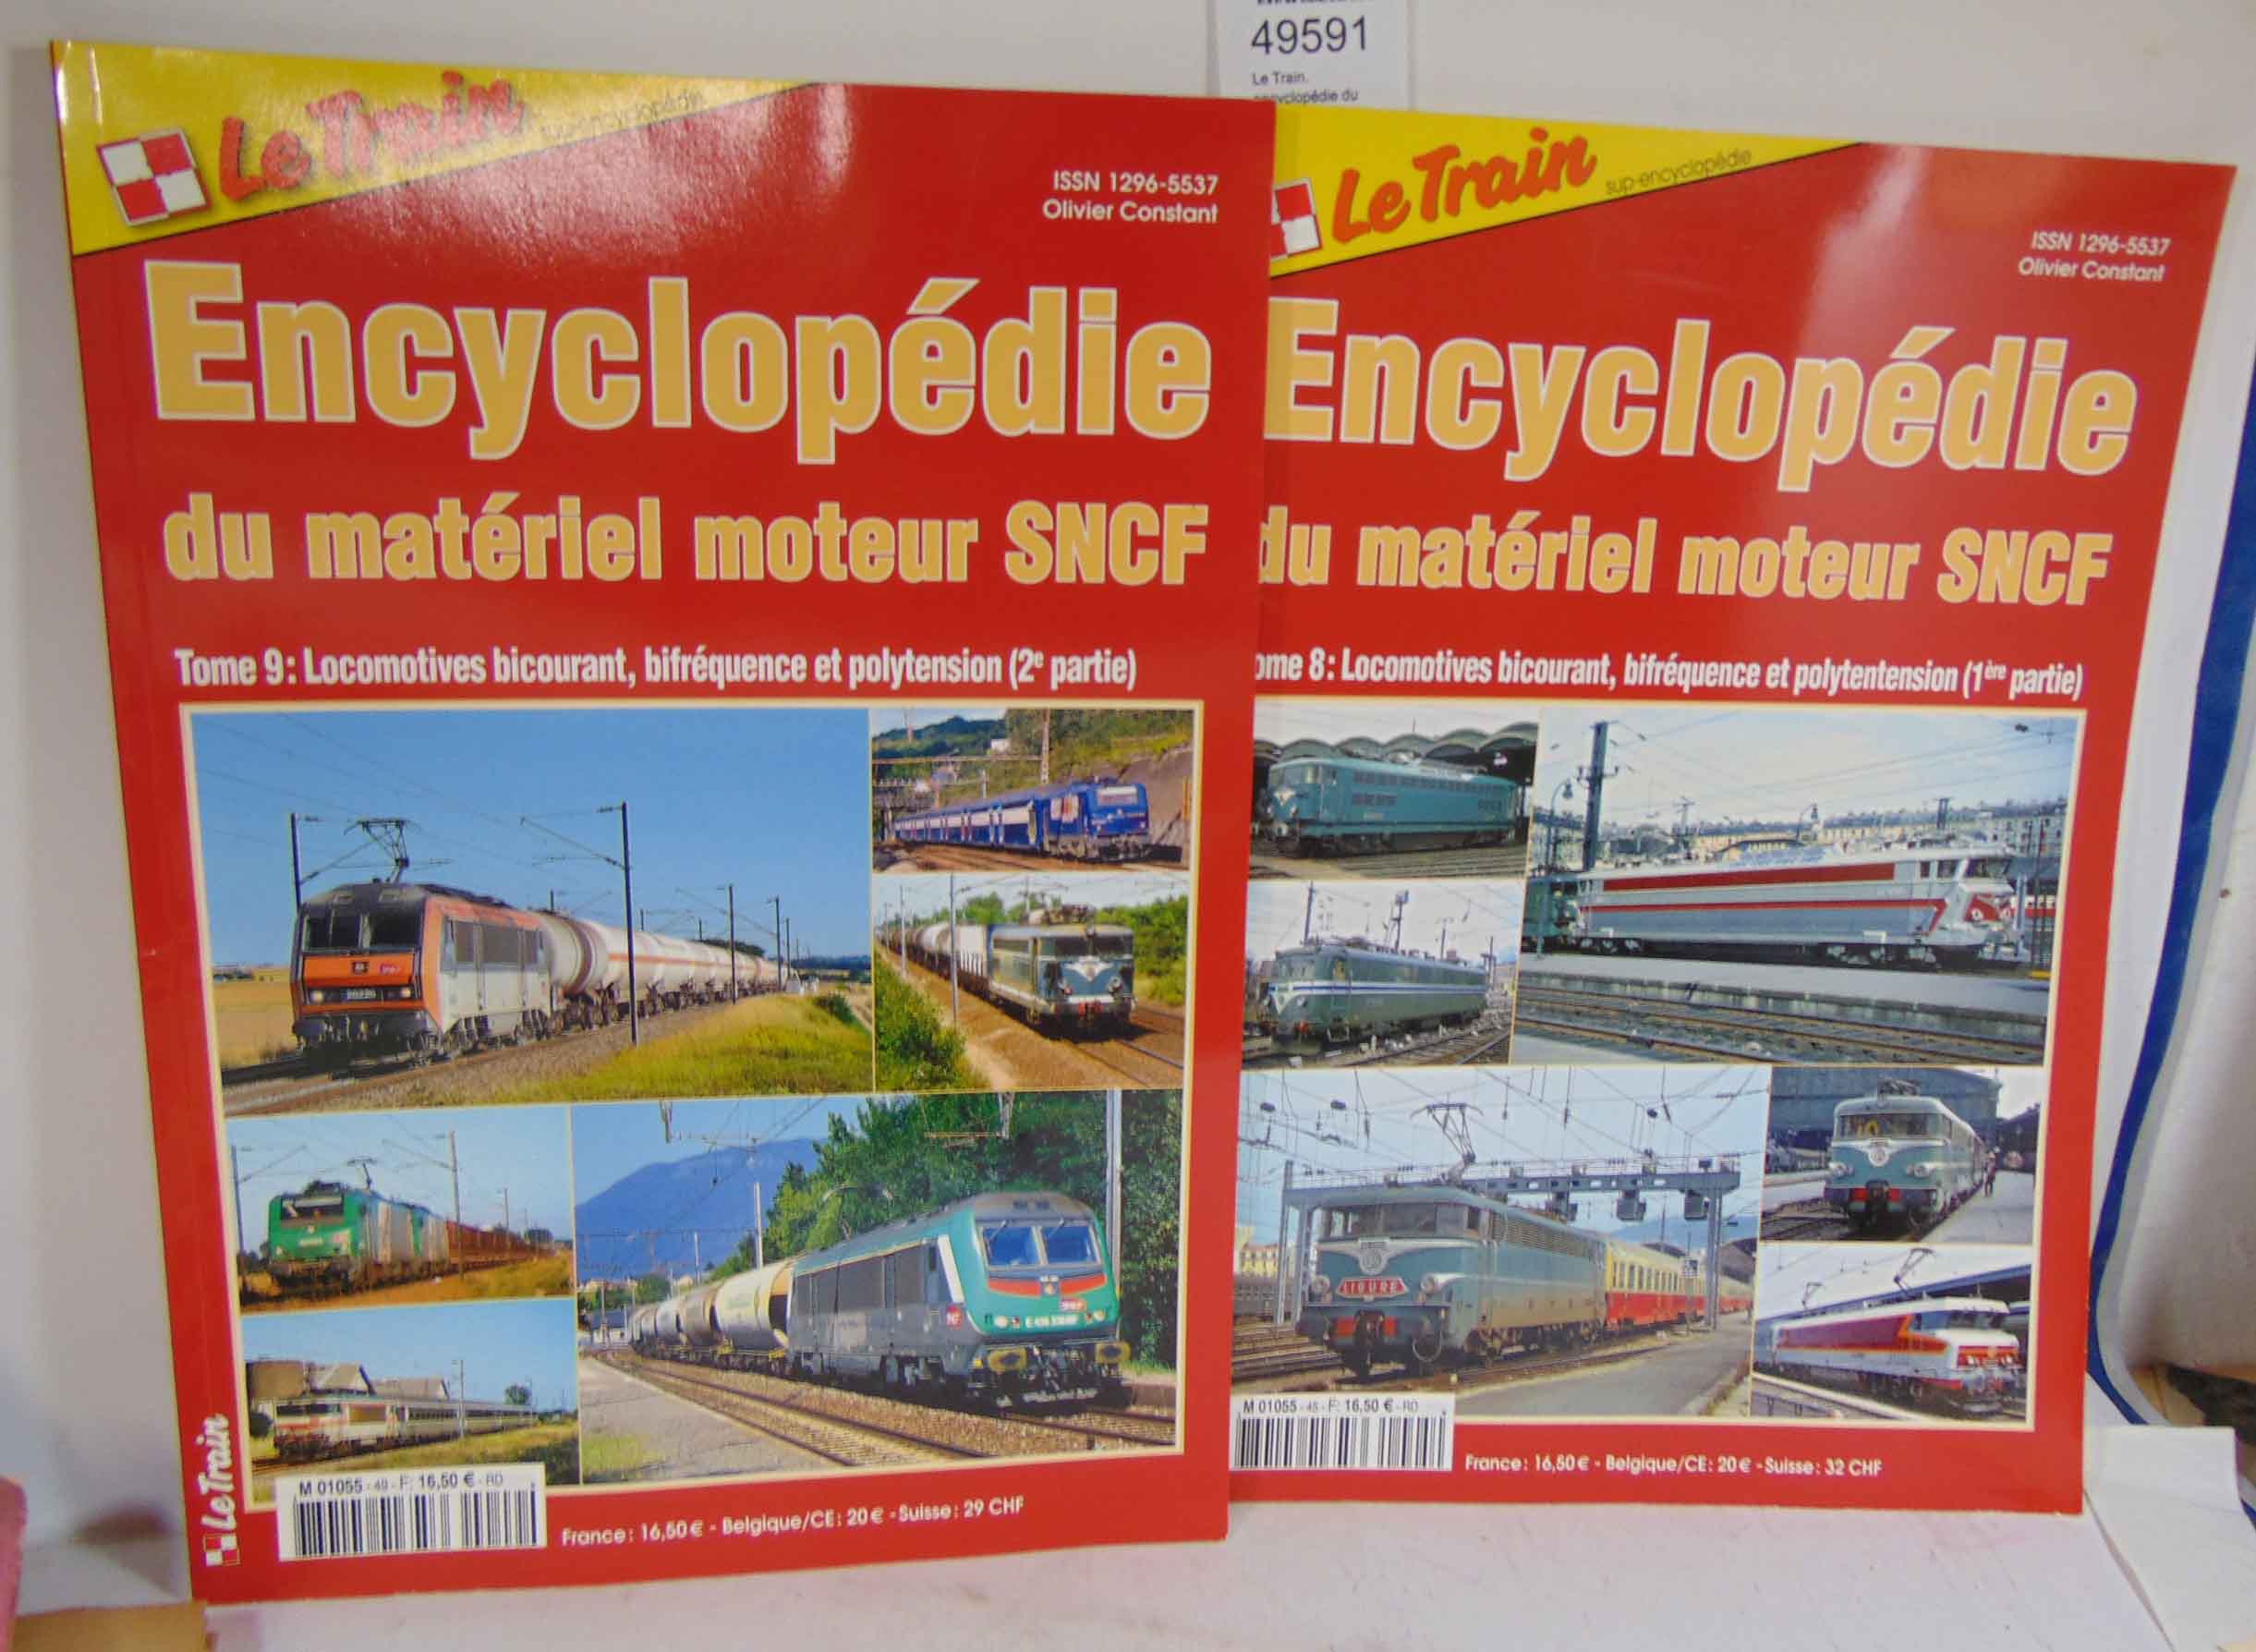 49591
Le Train.
encyclopédie du
Le Train sup-encyclopédie
ISSN 1296-5537
Olivier Constant
Encyclopédie
du matériel moteur SNCF
Tome 9 : Locomotives bicourant, bifréquence et polytension (2e partie)
Le Train
M 01055 - 49 - F: 16,50 € - RD
France : 16,50 € - Belgique/CE : 20 € - Suisse : 29 CHF
Le Train sup-encyclopédie
ISSN 1296-5537
Olivier Constant
Encyclopédie
du matériel moteur SNCF
ome 8 : Locomotives bicourant, bifréquence et polytentension (1ère partie)
LIGURE
M 01055 - 45 - F: 16,50 € - RD
France : 16,50 € - Belgique/CE : 20 € - Suisse : 32 CHF